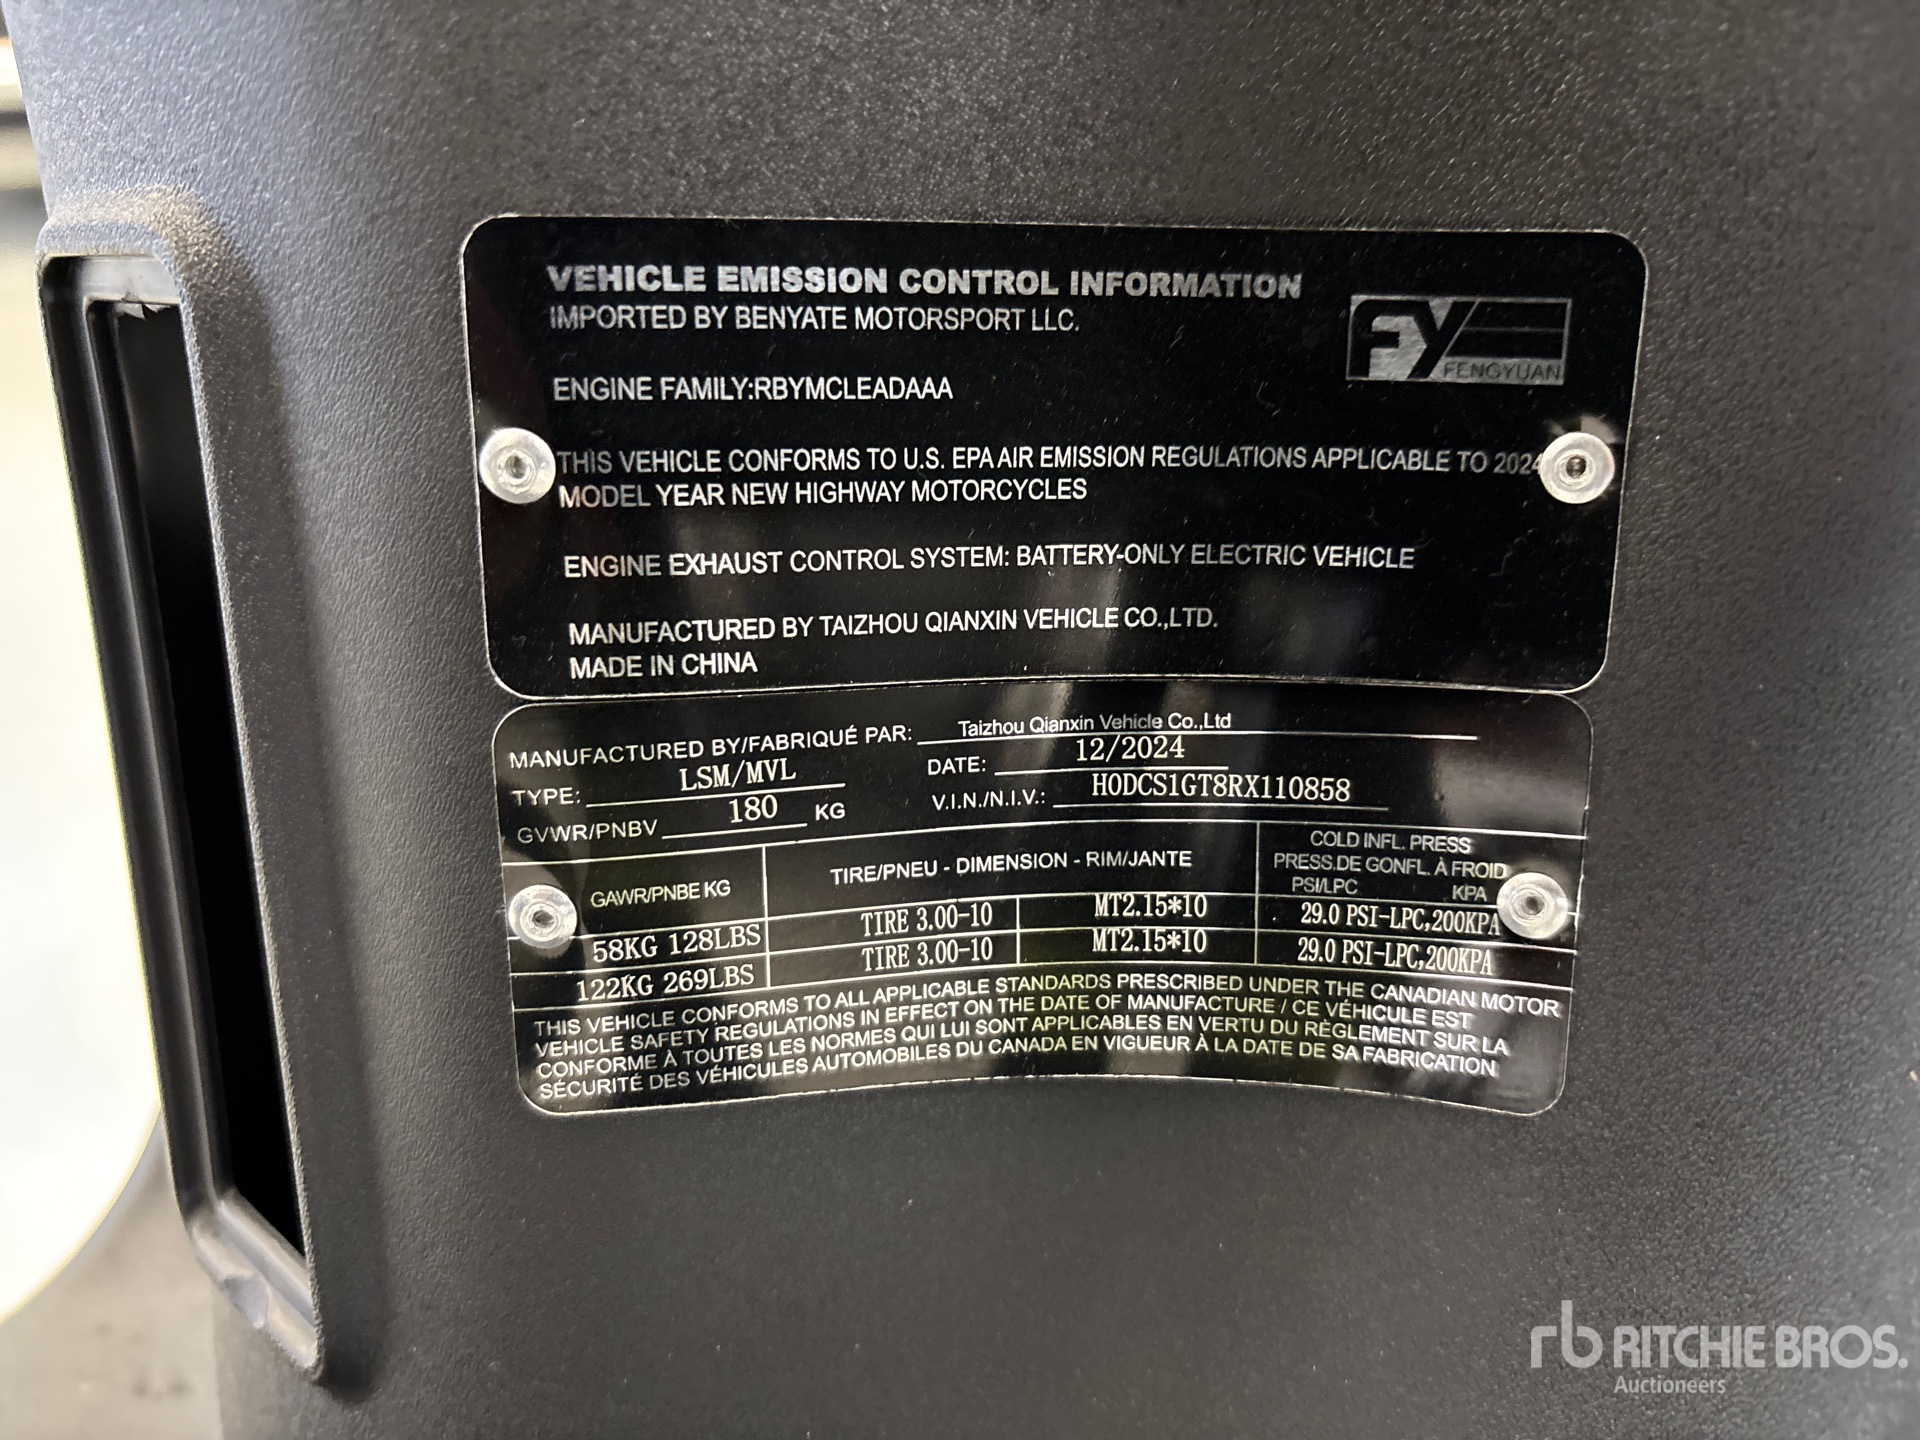 VEHICLE EMISSION CONTROL INFORMATION
IMPORTED BY BENYATE MOTORSPORT LLC.
FY
FENGYUAN
ENGINE FAMILY:RBYMCLEADAAA
THIS VEHICLE CONFORMS TO U.S. EPA AIR EMISSION REGULATIONS APPLICABLE TO 2024
MODEL YEAR NEW HIGHWAY MOTORCYCLES
ENGINE EXHAUST CONTROL SYSTEM: BATTERY-ONLY ELECTRIC VEHICLE
MANUFACTURED BY TAIZHOU QIANXIN VEHICLE CO.,LTD.
MADE IN CHINA
MANUFACTURED BY/FABRIQUÉ PAR: Taizhou Qianxin Vehicle Co.,Ltd
TYPE: LSM/MVL DATE: 12/2024
GVWR/PNBV 180 KG V.I.N./N.I.V.: H0DCS1GT8RX110858
GAWR/PNBE KG TIRE/PNEU - DIMENSION - RIM/JANTE COLD INFL. PRESS
PRESS.DE GONFL. À FROID
PSI/LPC KPA
58KG 128LBS TIRE 3.00-10 MT2.15*10 29.0 PSI-LPC,200KPA
122KG 269LBS TIRE 3.00-10 MT2.15*10 29.0 PSI-LPC,200KPA
THIS VEHICLE CONFORMS TO ALL APPLICABLE STANDARDS PRESCRIBED UNDER THE CANADIAN MOTOR
VEHICLE SAFETY REGULATIONS IN EFFECT ON THE DATE OF MANUFACTURE / CE VÉHICULE EST
CONFORME À TOUTES LES NORMES QUI LUI SONT APPLICABLES EN VERTU DU RÈGLEMENT SUR LA
SÉCURITÉ DES VÉHICULES AUTOMOBILES DU CANADA EN VIGUEUR À LA DATE DE SA FABRICATION
rb RITCHIE BROS.
Auctioneers